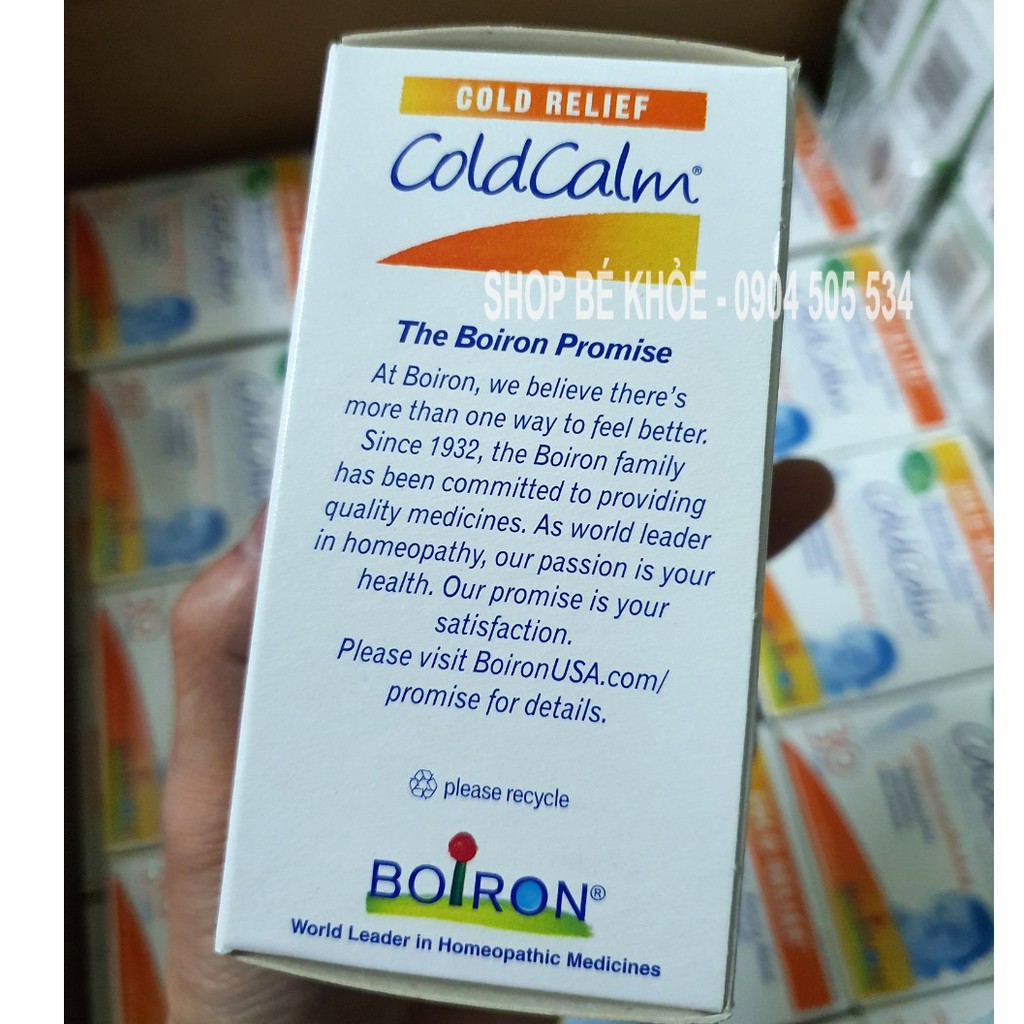 COLD RELIEF
ColdCalm®
SHOP BÉ KHỎE - 0904 505 534
The Boiron Promise
At Boiron, we believe there's
more than one way to feel better.
Since 1932, the Boiron family
has been committed to providing
quality medicines. As world leader
in homeopathy, our passion is your
health. Our promise is your
satisfaction.
Please visit BoironUSA.com/
promise for details.
please recycle
BOIRON®
World Leader in Homeopathic Medicines